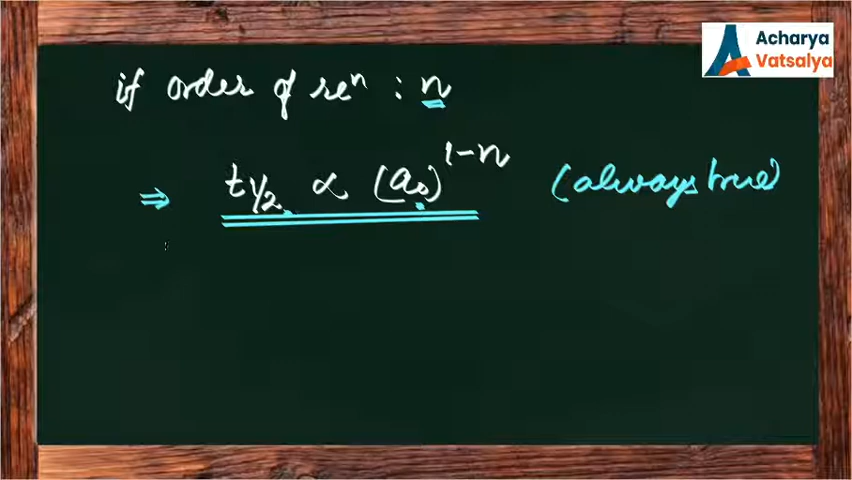 Acharya
Vatsalya
if order of reⁿ : n
⇒ t1/2 ∝ (a₀)^1-n (always true)